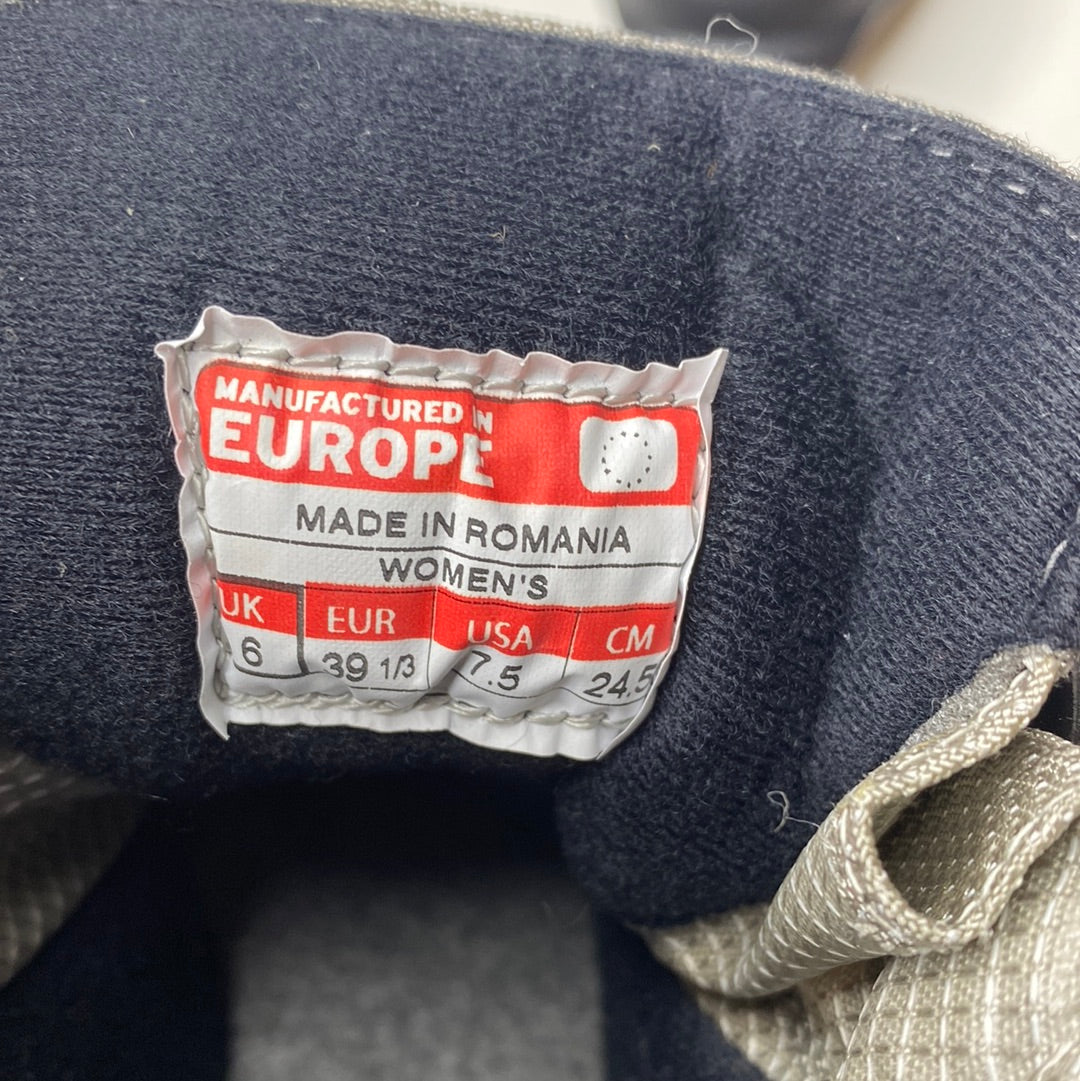 MANUFACTURED IN
EUROPE
MADE IN ROMANIA
WOMEN'S
UK EUR USA CM
6 39 1/3 7.5 24.5